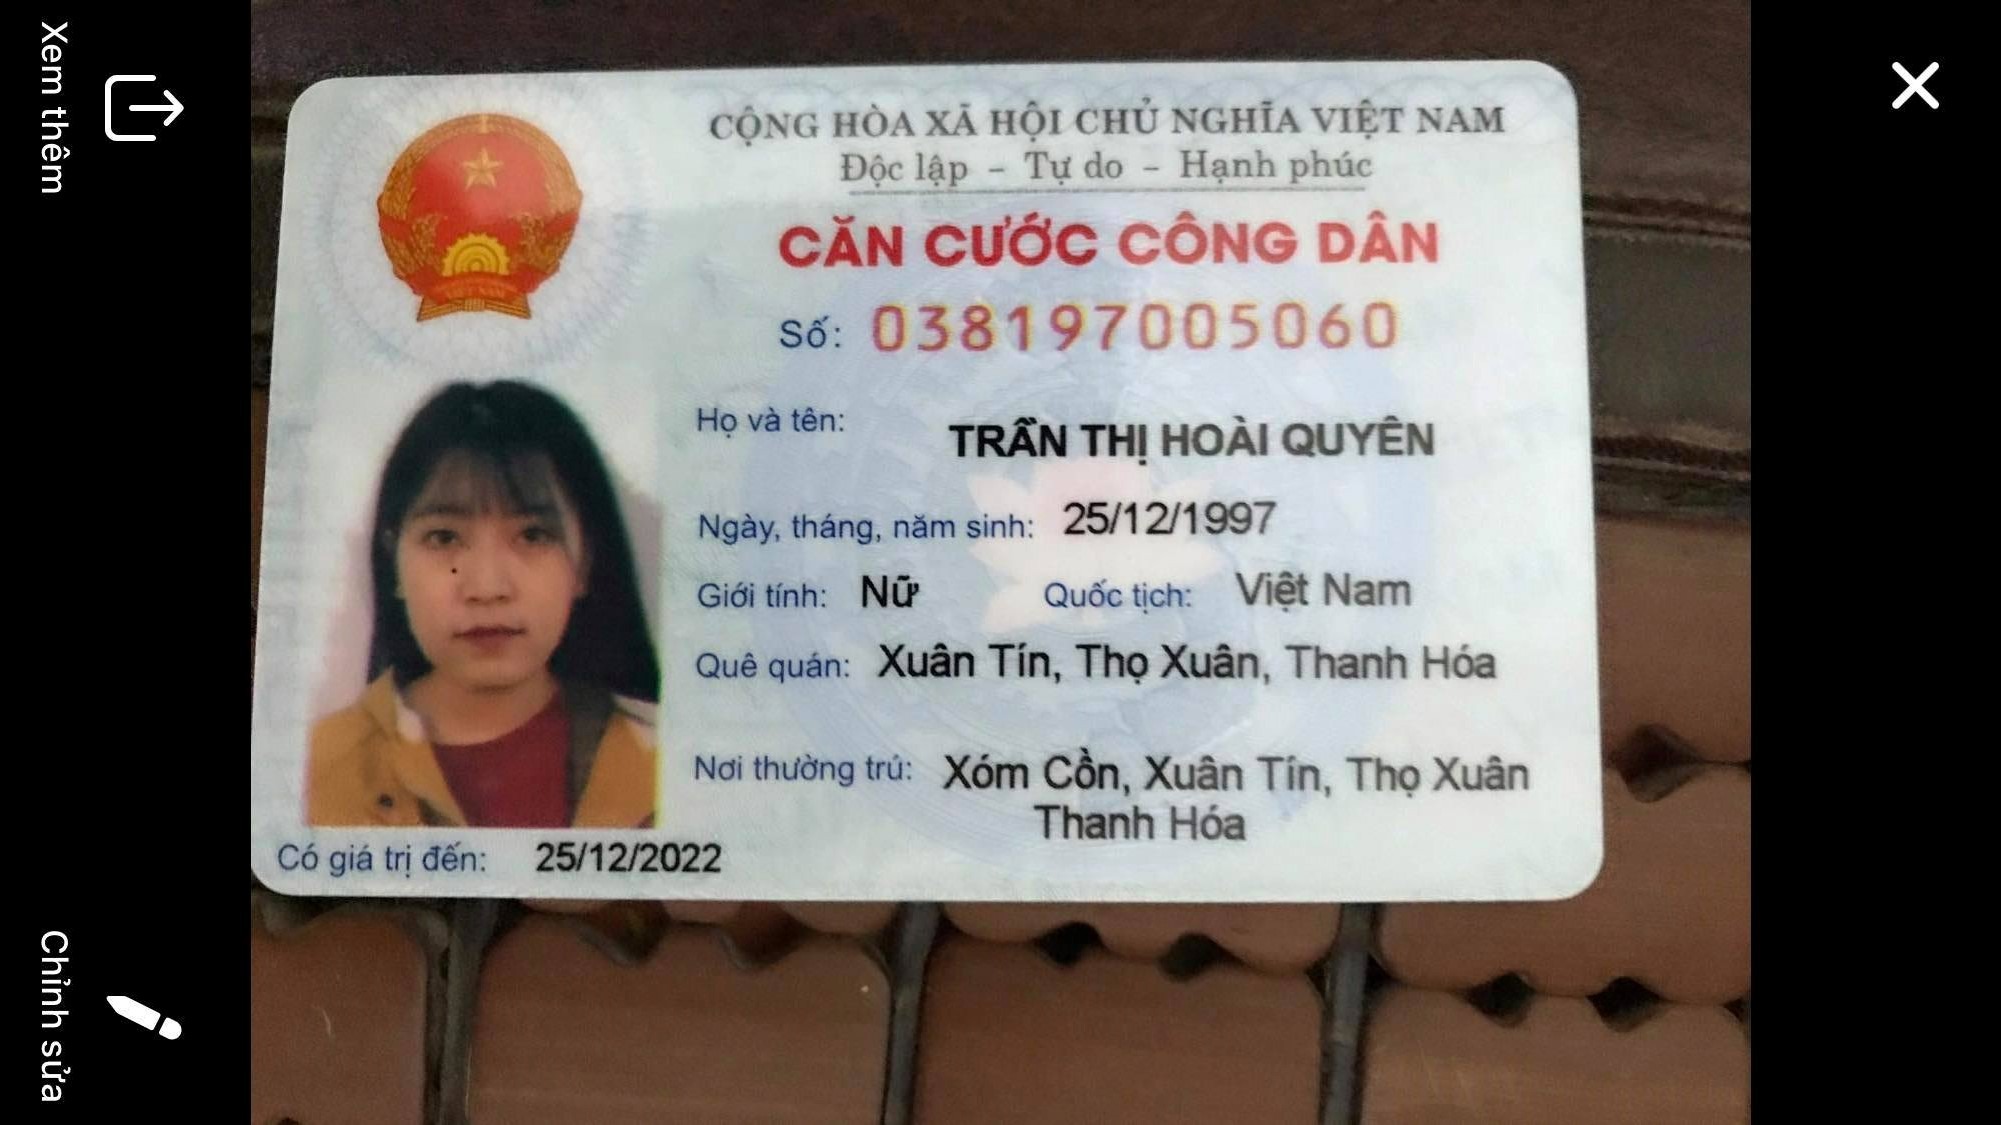 Xem thêm
Chỉnh sửa
CỘNG HÒA XÃ HỘI CHỦ NGHĨA VIỆT NAM
Độc lập - Tự do - Hạnh phúc
CĂN CƯỚC CÔNG DÂN
Số: 038197005060
Họ và tên: TRẦN THỊ HOÀI QUYÊN
Ngày, tháng, năm sinh: 25/12/1997
Giới tính: Nữ Quốc tịch: Việt Nam
Quê quán: Xuân Tín, Thọ Xuân, Thanh Hóa
Nơi thường trú: Xóm Cồn, Xuân Tín, Thọ Xuân
Thanh Hóa
Có giá trị đến: 25/12/2022